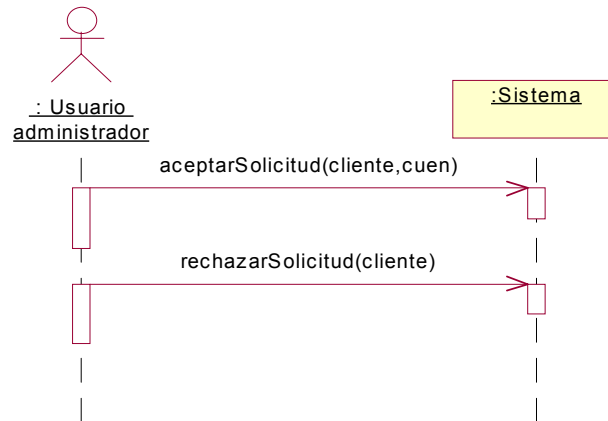 : Usuario
administrador
:Sistema
aceptarSolicitud(cliente,cuen)
rechazarSolicitud(cliente)